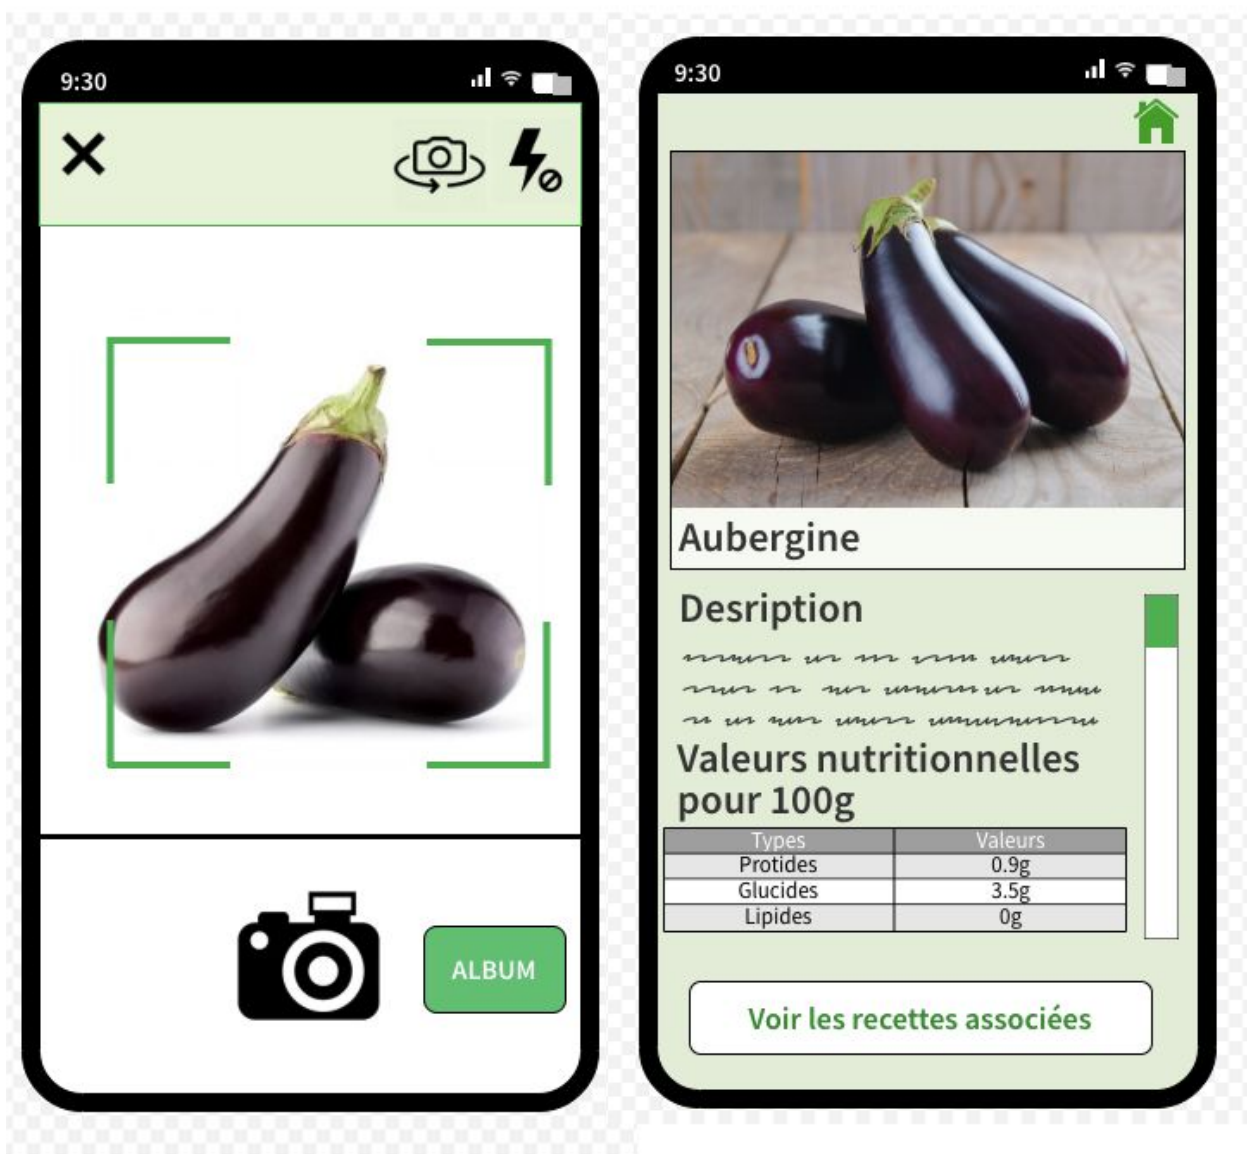 9:30
ALBUM
9:30
Aubergine
Desription
Valeurs nutritionnelles
pour 100g
Types Valeurs
Protides 0.9g
Glucides 3.5g
Lipides 0g
Voir les recettes associées